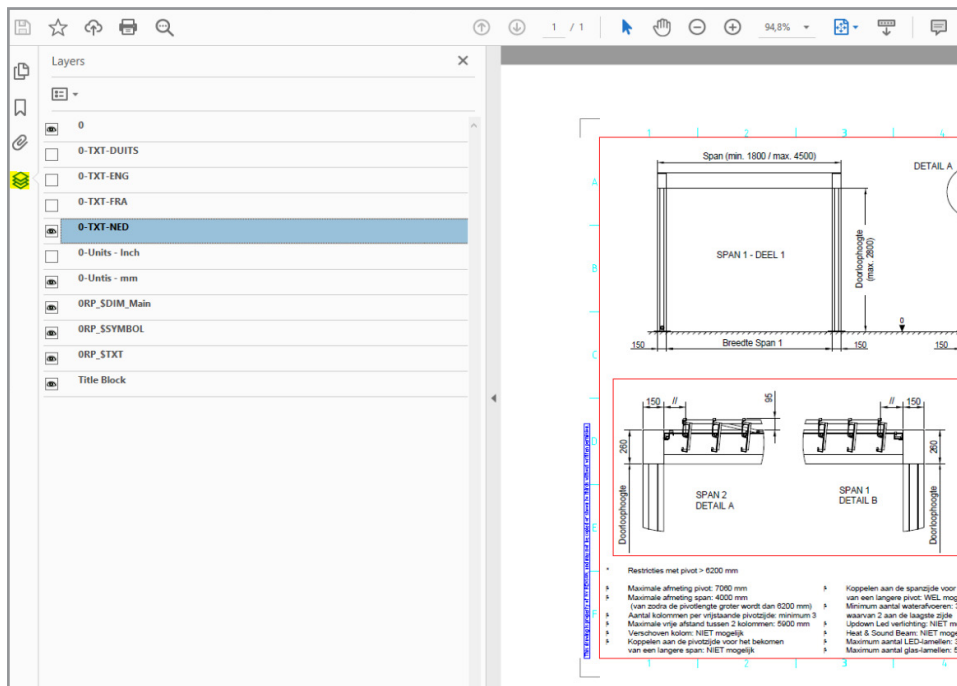 1 / 1
94,8%
Layers
0
0-TXT-DUITS
0-TXT-ENG
0-TXT-FRA
0-TXT-NED
0-Units - Inch
0-Untis - mm
0RP_$DIM_Main
0RP_$SYMBOL
0RP_$TXT
Title Block
1 2 3 4
Span (min. 1800 / max. 4500)
DETAIL A
A
Doorloophoogte
(max. 2800)
SPAN 1 - DEEL 1
B
0
150
Breedte Span 1
150
150
C
150 // 95 // 150
D
260
260
SPAN 2
DETAIL A
SPAN 1
DETAIL B
Doorloophoogte
Doorloophoogte
E
* Restricties met pivot > 6200 mm
Maximale afmeting pivot: 7060 mm
Maximale afmeting span: 4000 mm
(van zodra de pivotlengte groter wordt dan 6200 mm)
Aantal kolommen per vrijstaande pivotzijde: minimum 3
Maximale vrije afstand tussen 2 kolommen: 5900 mm
Verschoven kolom: NIET mogelijk
Koppelen aan de pivotzijde voor het bekomen
van een langere span: NIET mogelijk
Koppelen aan de spanzijde voor
van een langere pivot: WEL mog
Minimum aantal waterafvoeren:
waarvan 2 aan de laagste zijde
Updown Led verlichting: NIET m
Heat & Sound Beam: NIET moge
Maximum aantal LED-lamellen: 3
Maximum aantal glas-lamellen: 5
F
1 2 3 4